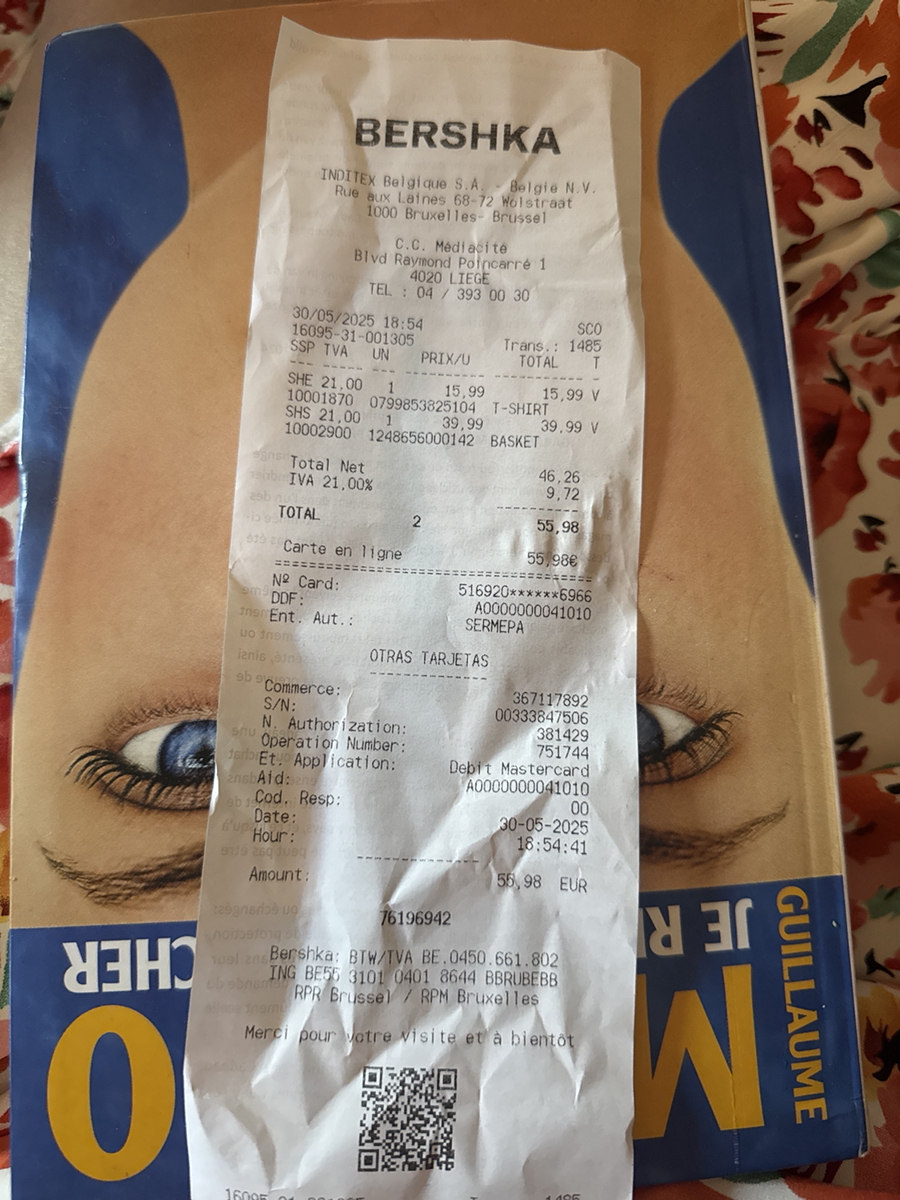 BERSHKA
INDITEX Belgique S.A. - Belgie N.V.
Rue aux Laines 68-72 Wolstraat
1000 Bruxelles- Brussel
C.C. Médiacité
Blvd Raymond Poincarré 1
4020 LIEGE
TEL : 04 / 393 00 30
30/05/2025 18:54 SCO
16095-31-001305 Trans.: 1485
SSP TVA UN PRIX/U TOTAL T
SHE 21,00 1 15,99 15,99 V
10001870 0799853825104 T-SHIRT
SHS 21,00 1 39,99 39,99 V
10002900 1248656000142 BASKET
Total Net 46,26
IVA 21.00% 9,72
TOTAL 2 55,98
Carte en ligne 55,98€
Nº Card: 516920******6966
DDF: A0000000041010
Ent. Aut.: SERMEPA
OTRAS TARJETAS
Commerce: 367117892
S/N: 00333847506
N. Authorization: 381429
Operation Number: 751744
Et. Application: Debit Mastercard
Aid: A0000000041010
Cod. Resp: 00
Date: 30-05-2025
Hour: 18:54:41
Amount: 55,98 EUR
76196942
Bershka: BTW/TVA BE.0450.661.802
ING BE56 3101 0401 8644 BBRUBEBB
RPR Brussel / RPM Bruxelles
Merci pour votre visite et à bientôt
GUILLAUME
JE
CHER
M
O